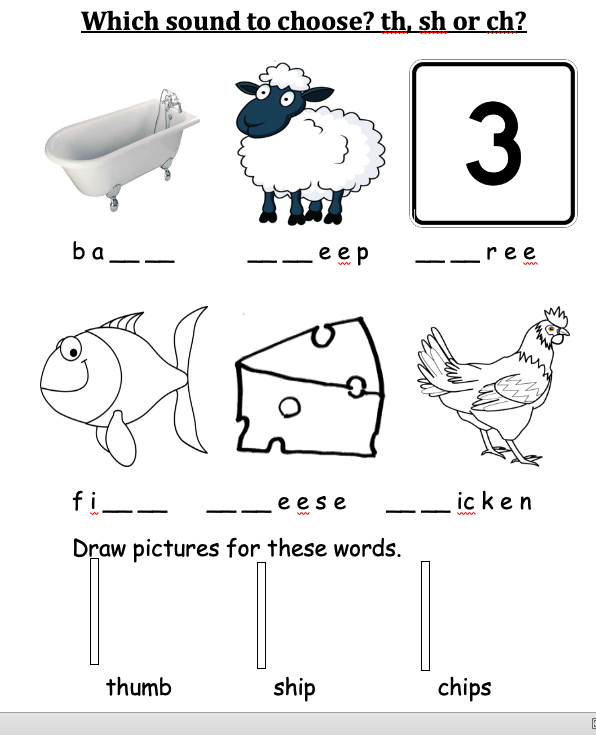 Which sound to choose? th, sh or ch?
3
b a __ __ __ __ e e p __ __ r e e
f i __ __ __ __ e e s e __ __ ic k e n
Draw pictures for these words.
thumb ship chips